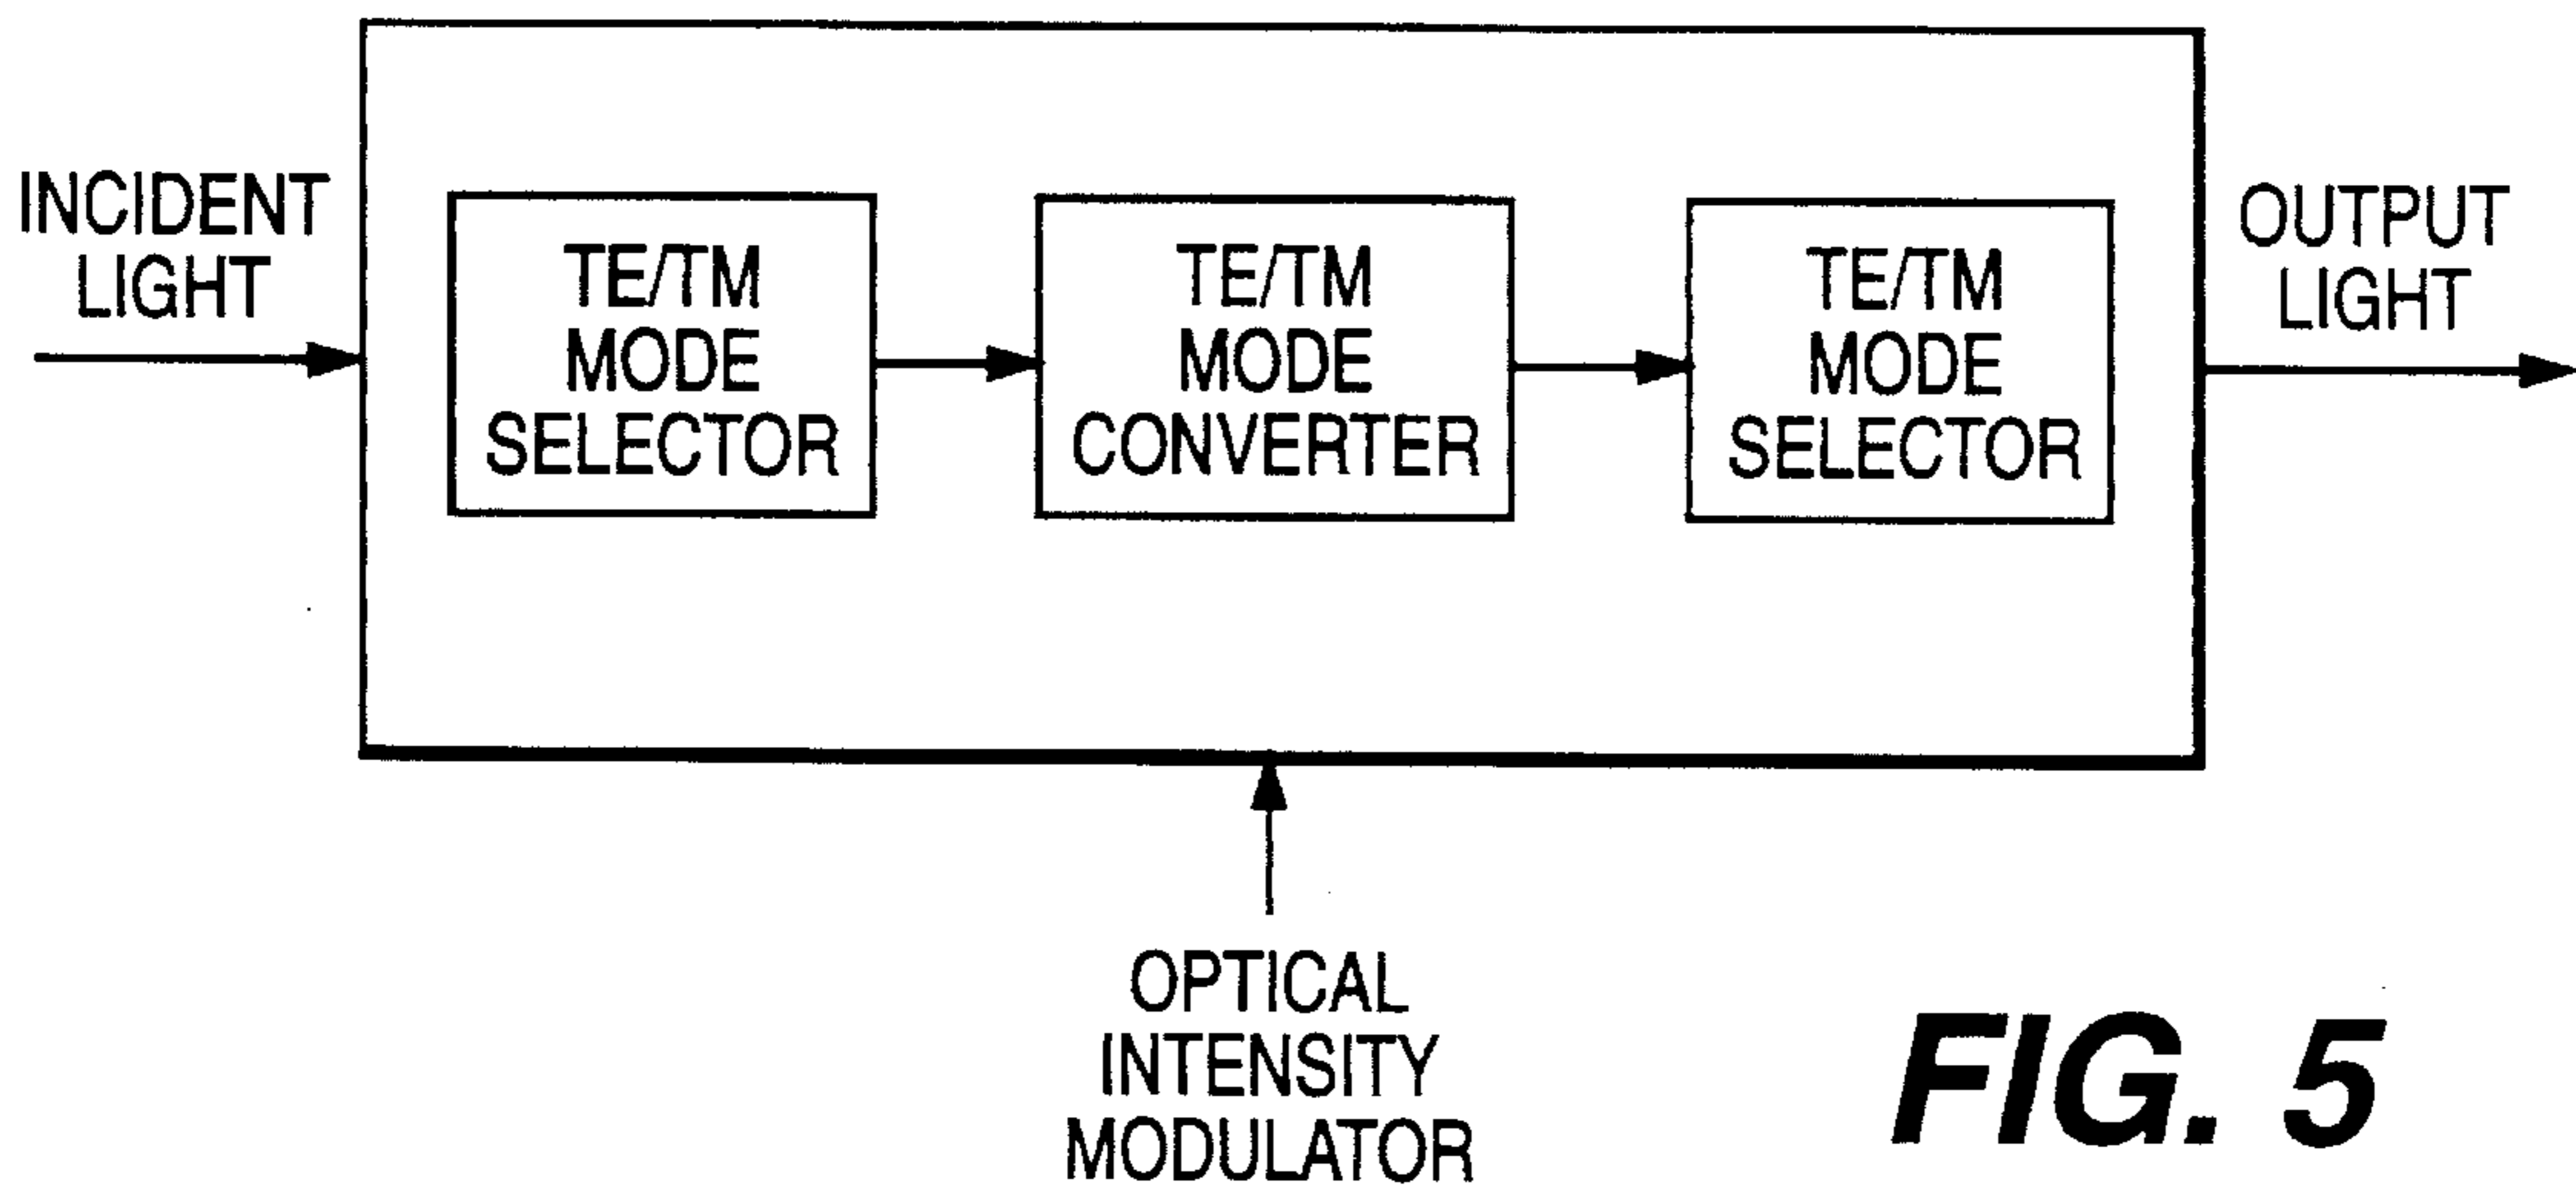 INCIDENT
LIGHT
TE/TM
MODE
SELECTOR
TE/TM
MODE
CONVERTER
TE/TM
MODE
SELECTOR
OUTPUT
LIGHT
OPTICAL
INTENSITY
MODULATOR
FIG. 5